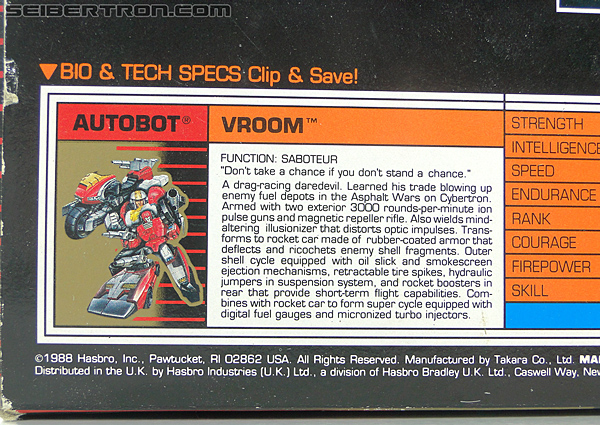 SEIBERTRON.COM
▼BIO & TECH SPECS Clip & Save!
AUTOBOT®
VROOM™
FUNCTION: SABOTEUR
"Don't take a chance if you don't stand a chance."
A drag-racing daredevil. Learned his trade blowing up
enemy fuel depots in the Asphalt Wars on Cybertron.
Armed with two exterior 3000 rounds-per-minute ion
pulse guns and magnetic repeller rifle. Also wields mind-
altering illusionizer that distorts optic impulses. Trans-
forms to rocket car made of rubber-coated armor that
deflects and ricochets enemy shell fragments. Outer
shell cycle equipped with oil slick and smokescreen
ejection mechanisms, retractable tire spikes, hydraulic
jumpers in suspension system, and rocket boosters in
rear that provide short-term flight capabilities. Com-
bines with rocket car to form super cycle equipped with
digital fuel gauges and micronized turbo injectors.
STRENGTH
INTELLIGENCE
SPEED
ENDURANCE
RANK
COURAGE
FIREPOWER
SKILL
©1988 Hasbro, Inc., Pawtucket, RI 02862 USA. All Rights Reserved. Manufactured by Takara Co., Ltd. MA
Distributed in the U.K. by Hasbro Industries (U.K.) Ltd., a division of Hasbro Bradley U.K. Ltd., Caswell Way, New